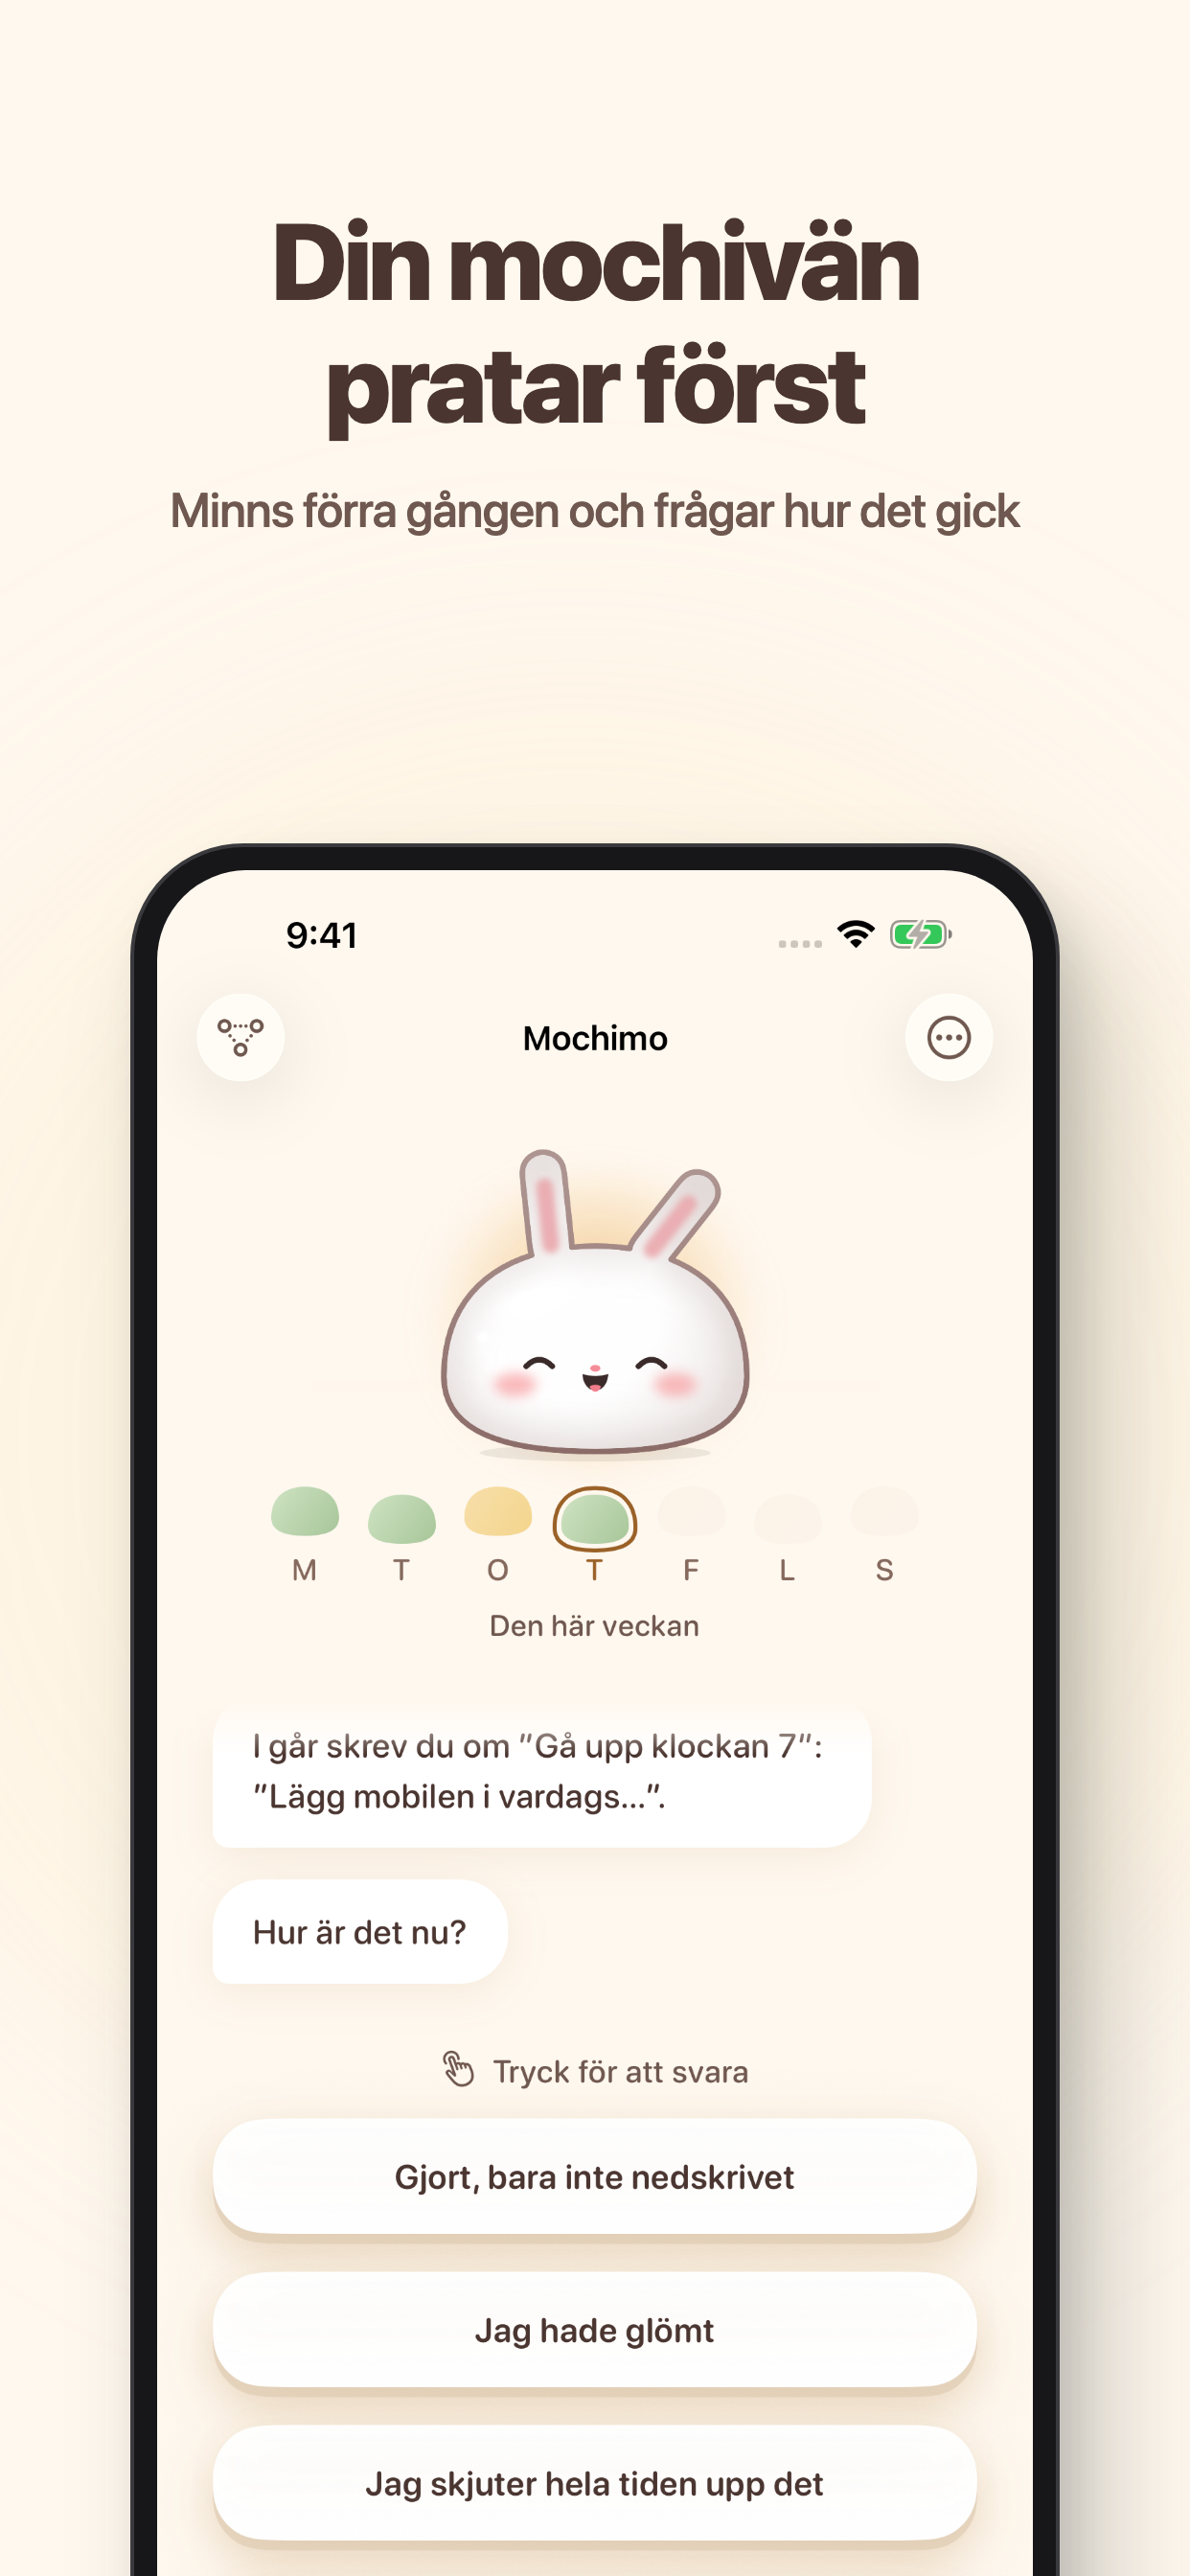 Din mochivän
pratar först
Minns förra gången och frågar hur det gick
9:41
Mochimo
M T O T F L S
Den här veckan
I går skrev du om ”Gå upp klockan 7”:
”Lägg mobilen i vardags...”.
Hur är det nu?
Tryck för att svara
Gjort, bara inte nedskrivet
Jag hade glömt
Jag skjuter hela tiden upp det